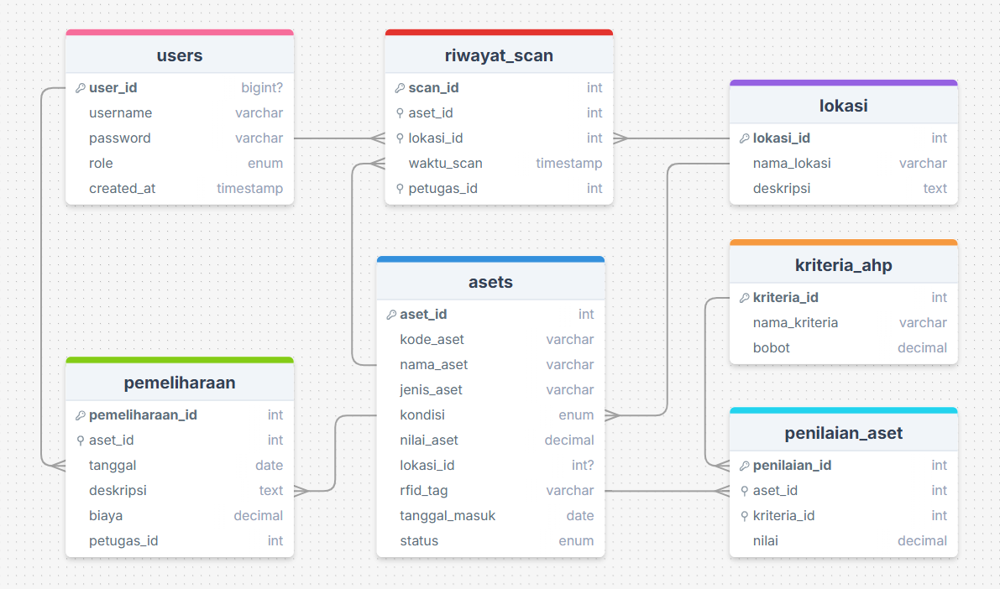 users
user_id bigint?
username varchar
password varchar
role enum
created_at timestamp
riwayat_scan
scan_id int
aset_id int
lokasi_id int
waktu_scan timestamp
petugas_id int
lokasi
lokasi_id int
nama_lokasi varchar
deskripsi text
kriteria_ahp
kriteria_id int
nama_kriteria varchar
bobot decimal
asets
aset_id int
kode_aset varchar
nama_aset varchar
jenis_aset varchar
kondisi enum
nilai_aset decimal
lokasi_id int?
rfid_tag varchar
tanggal_masuk date
status enum
pemeliharaan
pemeliharaan_id int
aset_id int
tanggal date
deskripsi text
biaya decimal
petugas_id int
penilaian_aset
penilaian_id int
aset_id int
kriteria_id int
nilai decimal